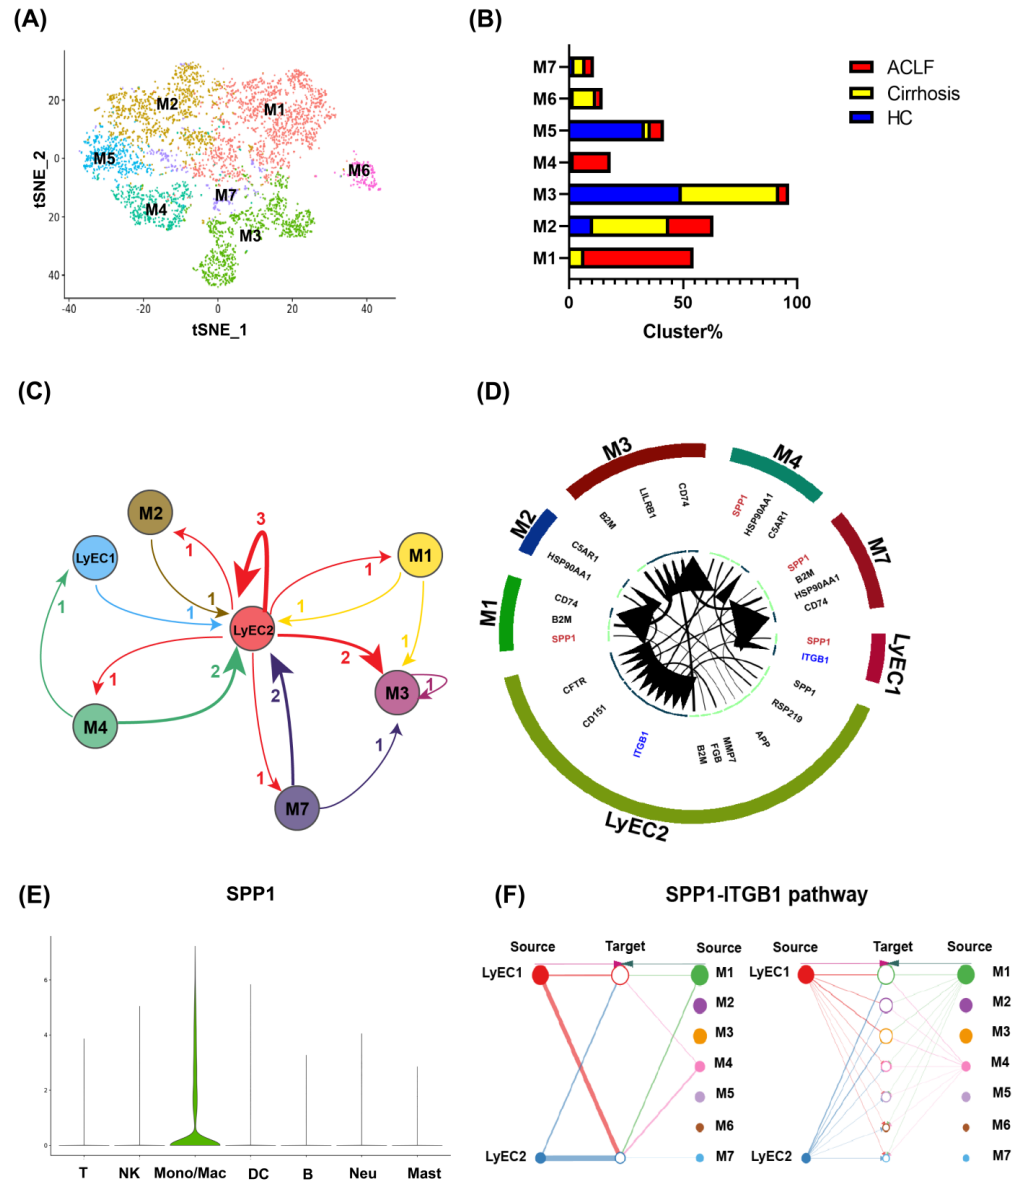 (A)
M2
M1
M5
M6
M7
M4
M3
20
0
20
40
-40
-20
0
20
40
tSNE_2
tSNE_1
(B)
M7
M6
M5
M4
M3
M2
M1
0
50
100
Cluster%
ACLF
Cirrhosis
HC
(C)
M2
LyEC1
M1
LyEC2
M3
M4
M7
3
1
1
1
1
1
1
1
1
2
2
1
1
2
1
1
(D)
M3
M4
M2
M7
M1
LyEC1
LyEC2
B2M
LILRB1
CD74
SPP1
HSP90AA1
C5AR1
C5AR1
HSP90AA1
SPP1
B2M
HSP90AA1
CD74
CD74
B2M
SPP1
SPP1
ITGB1
CFTR
CD151
ITGB1
B2M
FGB
MMP7
APP
RSP219
SPP1
(E)
SPP1
6
4
2
0
T
NK
Mono/Mac
DC
B
Neu
Mast
(F)
SPP1-ITGB1 pathway
Source
Target
Source
Source
Target
Source
LyEC1
M1
LyEC1
M1
M2
M2
M3
M3
M4
M4
M5
M5
M6
M6
LyEC2
M7
LyEC2
M7